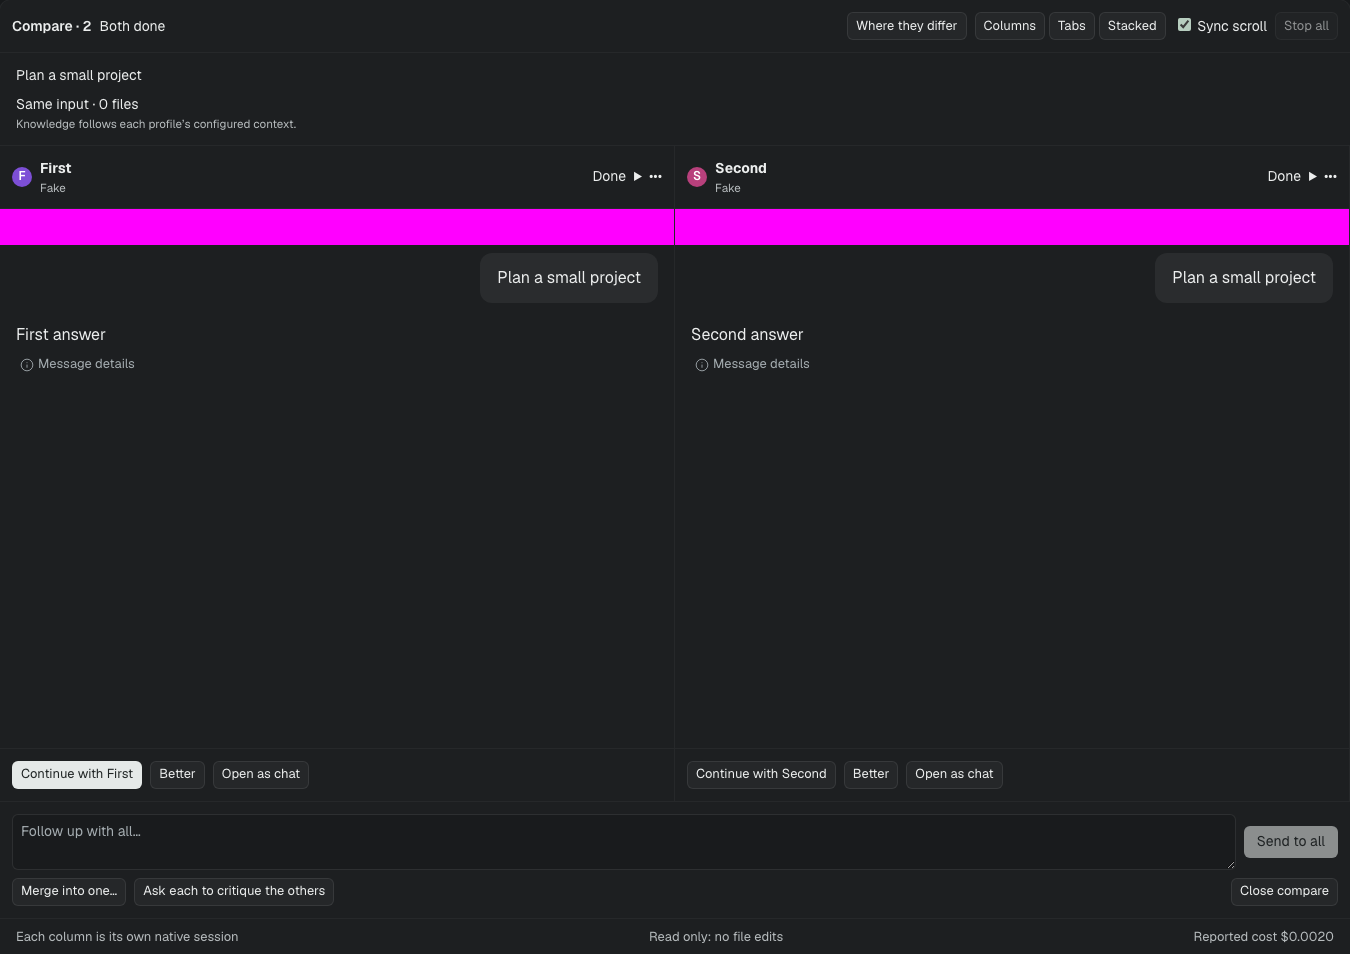 Compare · 2 Both done
Where they differ Columns Tabs Stacked Sync scroll Stop all
Plan a small project
Same input · 0 files
Knowledge follows each profile's configured context.
F First
Fake
Done
S Second
Fake
Done
Plan a small project
First answer
Message details
Plan a small project
Second answer
Message details
Continue with First Better Open as chat
Continue with Second Better Open as chat
Follow up with all…
Send to all
Merge into one… Ask each to critique the others Close compare
Each column is its own native session Read only: no file edits Reported cost $0.0020